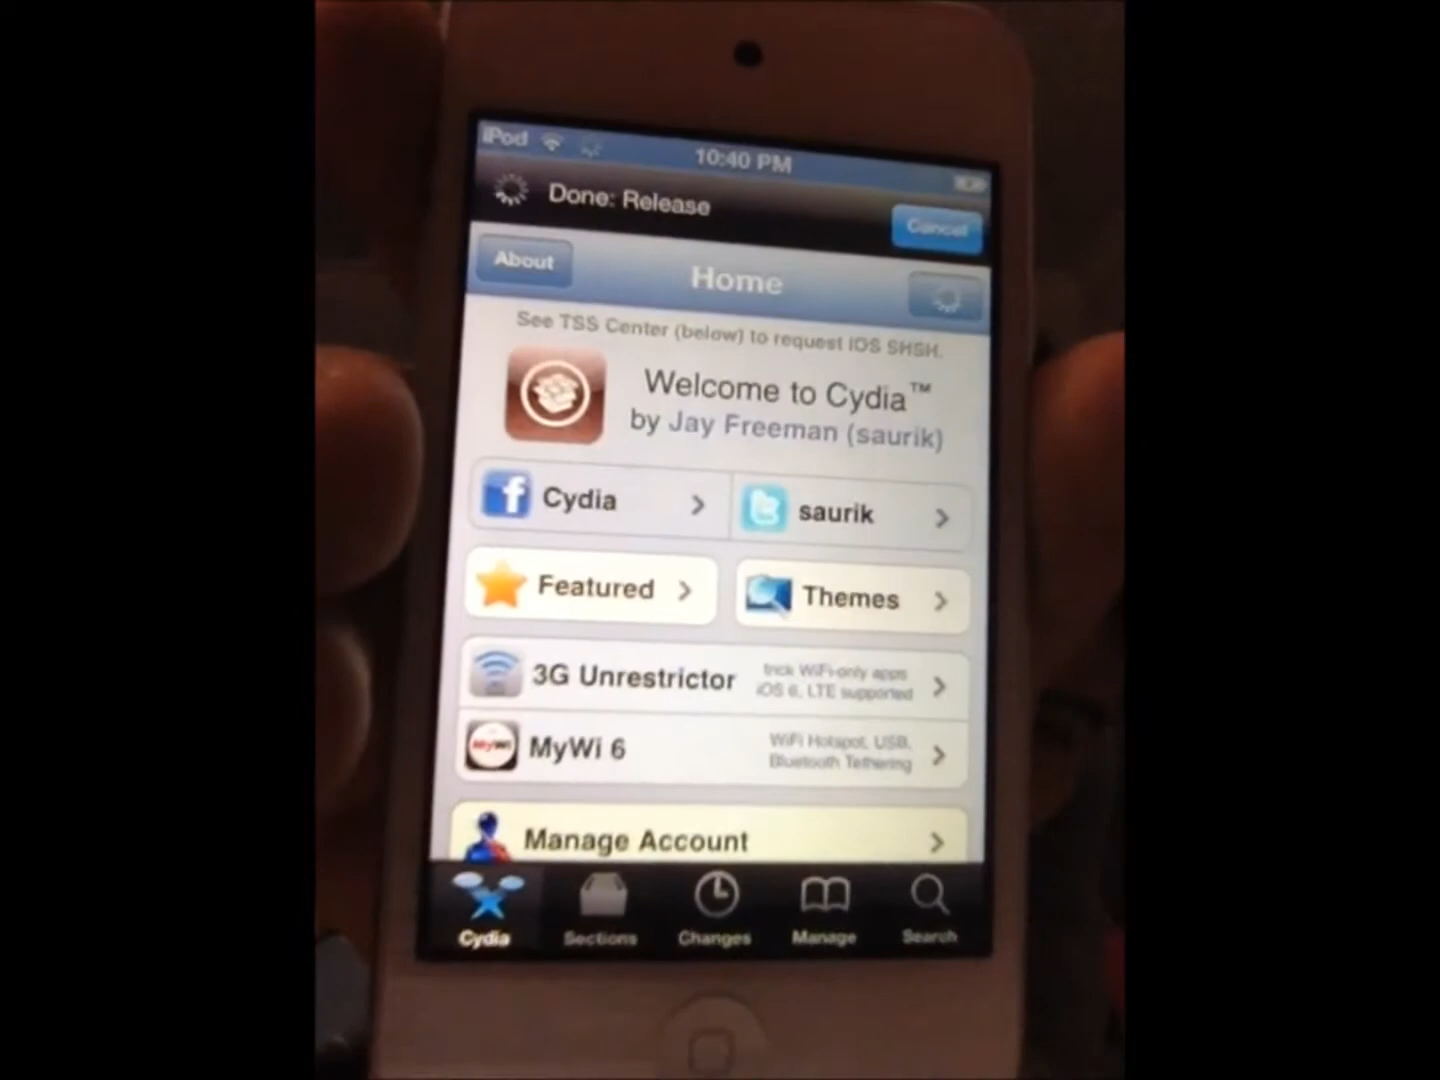 iPod
10:40 PM
Done: Release
Cancel
About
Home
See TSS Center (below) to request iOS SHSH.
Welcome to Cydia™
by Jay Freeman (saurik)
Cydia
saurik
Featured
Themes
3G Unrestrictor
trick WiFi-only apps
iOS 6, LTE supported
MyWi
MyWi 6
WiFi Hotspot, USB,
Bluetooth Tethering
Manage Account
Cydia
Sections
Changes
Manage
Search